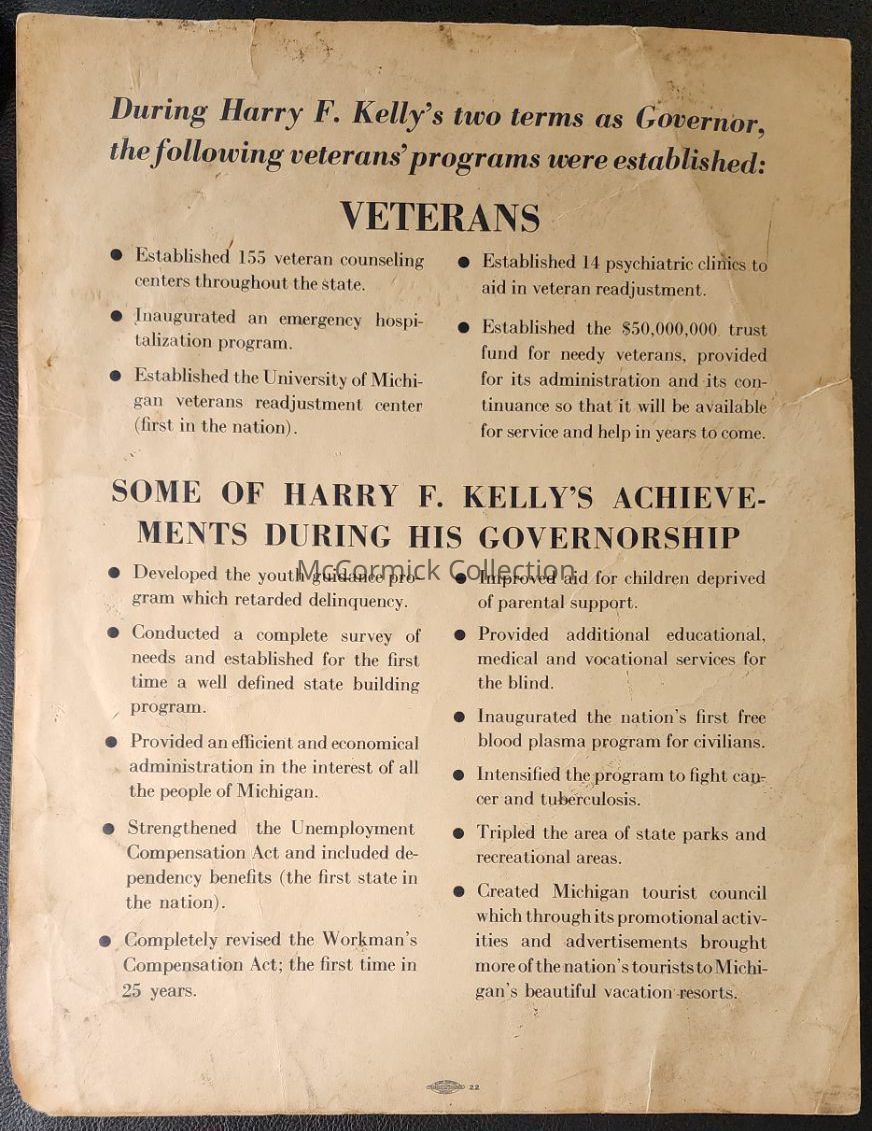 During Harry F. Kelly's two terms as Governor,
the following veterans' programs were established:
VETERANS
● Established 155 veteran counseling
centers throughout the state.
● Inaugurated an emergency hospi-
talization program.
● Established the University of Michi-
gan veterans readjustment center
(first in the nation).
● Established 14 psychiatric clinics to
aid in veteran readjustment.
● Established the $50,000,000 trust
fund for needy veterans, provided
for its administration and its con-
tinuance so that it will be available
for service and help in years to come.
SOME OF HARRY F. KELLY'S ACHIEVE-
MENTS DURING HIS GOVERNORSHIP
McCormick Collection
● Developed the youth guidance pro-
gram which retarded delinquency.
● Conducted a complete survey of
needs and established for the first
time a well defined state building
program.
● Provided an efficient and economical
administration in the interest of all
the people of Michigan.
● Strengthened the Unemployment
Compensation Act and included de-
pendency benefits (the first state in
the nation).
● Completely revised the Workman's
Compensation Act; the first time in
25 years.
● Improved aid for children deprived
of parental support.
● Provided additional educational,
medical and vocational services for
the blind.
● Inaugurated the nation's first free
blood plasma program for civilians.
● Intensified the program to fight can-
cer and tuberculosis.
● Tripled the area of state parks and
recreational areas.
● Created Michigan tourist council
which through its promotional activ-
ities and advertisements brought
more of the nation's tourists to Michi-
gan's beautiful vacation resorts.
22